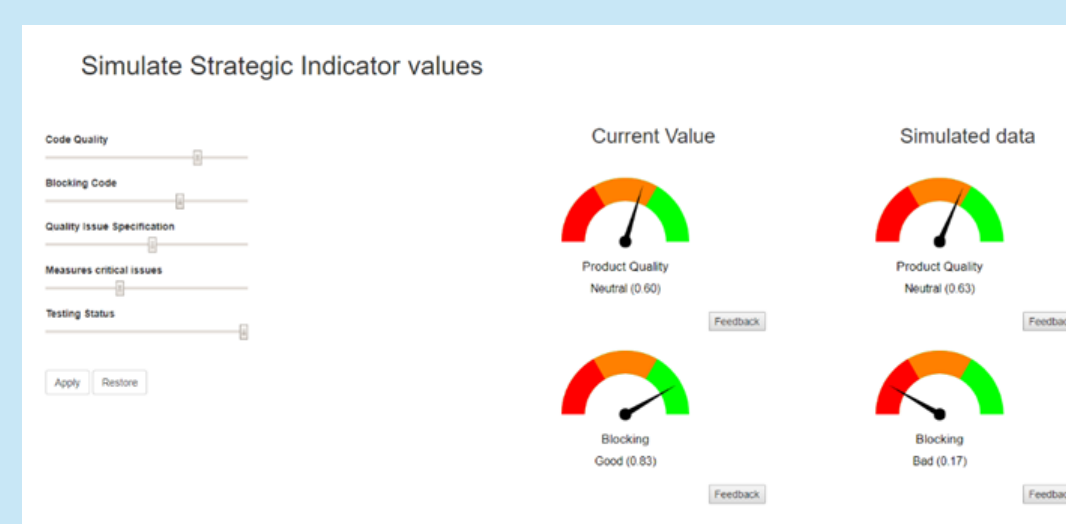 Simulate Strategic Indicator values
Code Quality
Blocking Code
Quality Issue Specification
Measures critical issues
Testing Status
Apply Restore
Current Value
Product Quality
Neutral (0.60)
Feedback
Blocking
Good (0.83)
Feedback
Simulated data
Product Quality
Neutral (0.63)
Feedbac
Blocking
Bad (0.17)
Feedbac